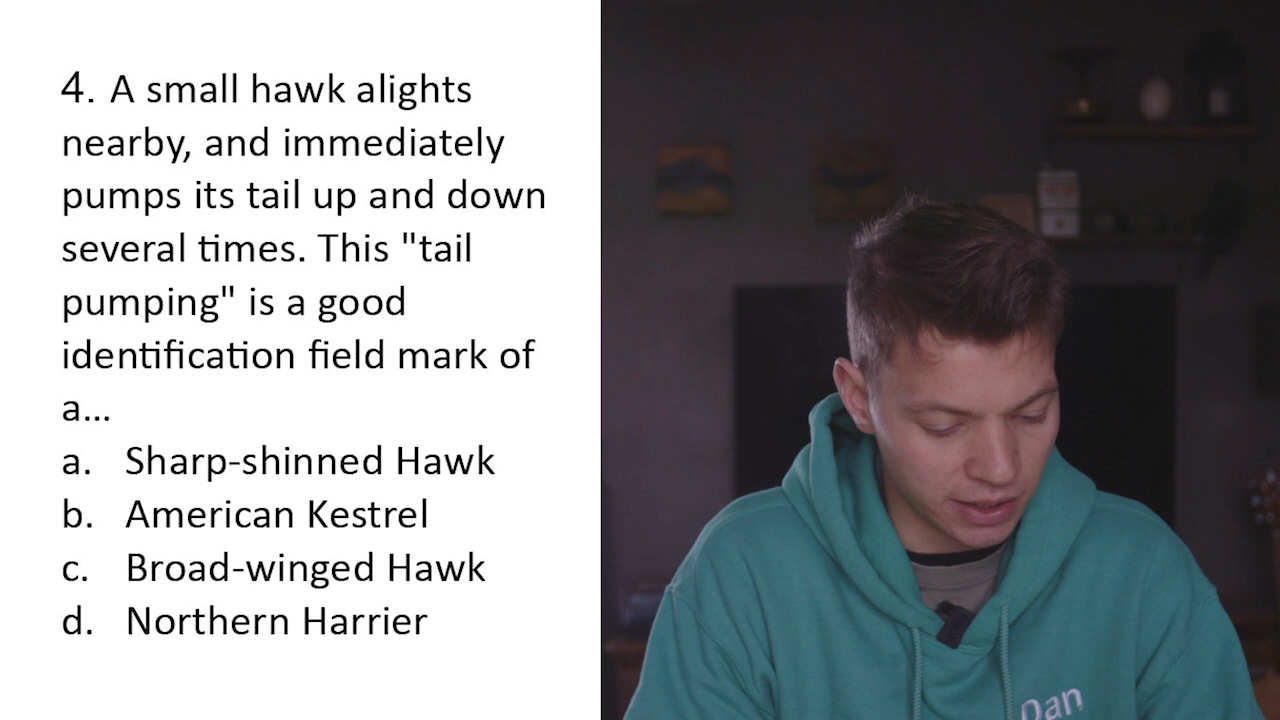 4. A small hawk alights
nearby, and immediately
pumps its tail up and down
several times. This "tail
pumping" is a good
identification field mark of
a...
a. Sharp-shinned Hawk
b. American Kestrel
c. Broad-winged Hawk
d. Northern Harrier
Dan